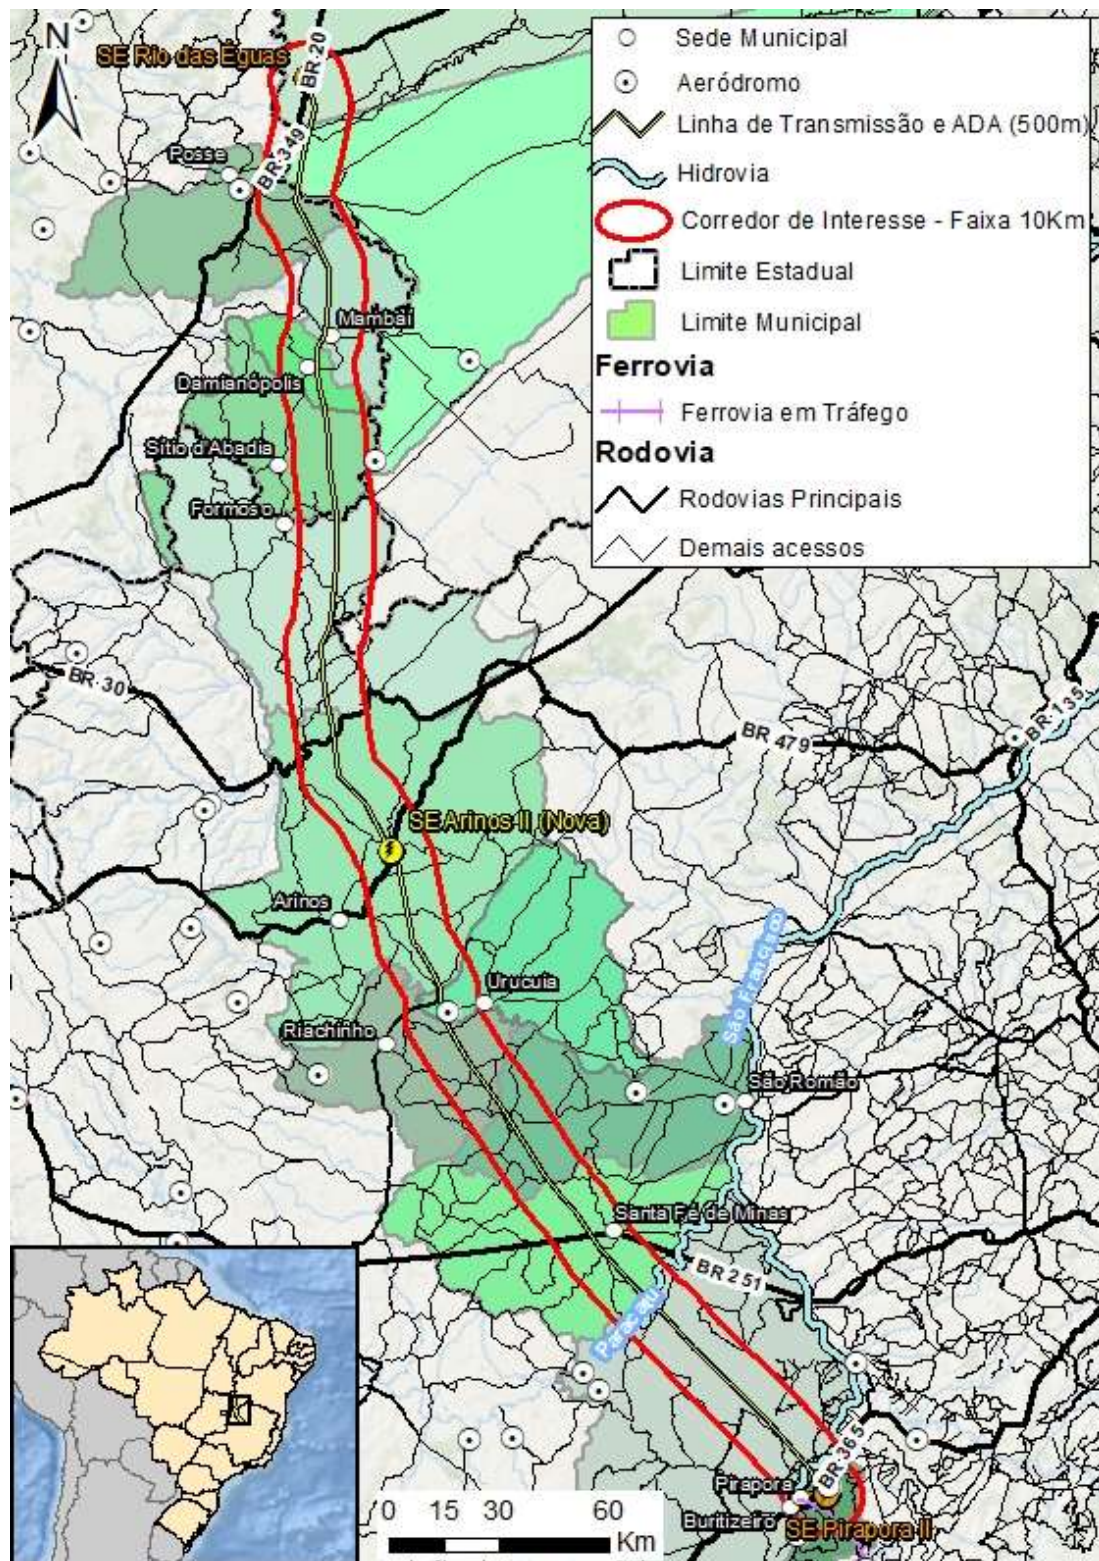 N
SE Rio das Éguas
BR-20
Posse
BR-349
Mambaí
Damianópolis
Sítio d'Abadia
Formoso
BR-30
BR-135
BR 479
SE Arinos II (Nova)
Arinos
São Francisco
Urucuia
Riachinho
São Romão
Santa Fé de Minas
BR 251
Paracatu
BR-365
Pirapora
Buritizeiro
SE Pirapora II
Sede Municipal
Aeródromo
Linha de Transmissão e ADA (500m)
Hidrovia
Corredor de Interesse - Faixa 10Km
Limite Estadual
Limite Municipal
Ferrovia
Ferrovia em Tráfego
Rodovia
Rodovias Principais
Demais acessos
0 15 30 60
Km